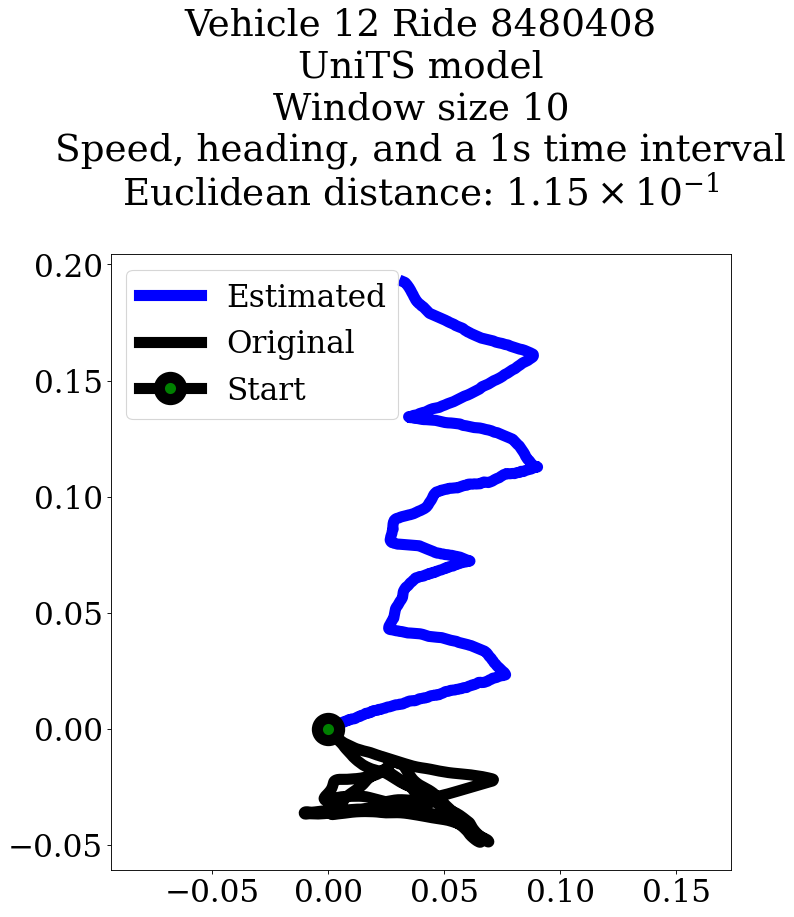 Vehicle 12 Ride 8480408
UniTS model
Window size 10
Speed, heading, and a 1s time interval
Euclidean distance: 1.15 × 10⁻¹
Estimated
Original
Start
0.20
0.15
0.10
0.05
0.00
−0.05
−0.05 0.00 0.05 0.10 0.15